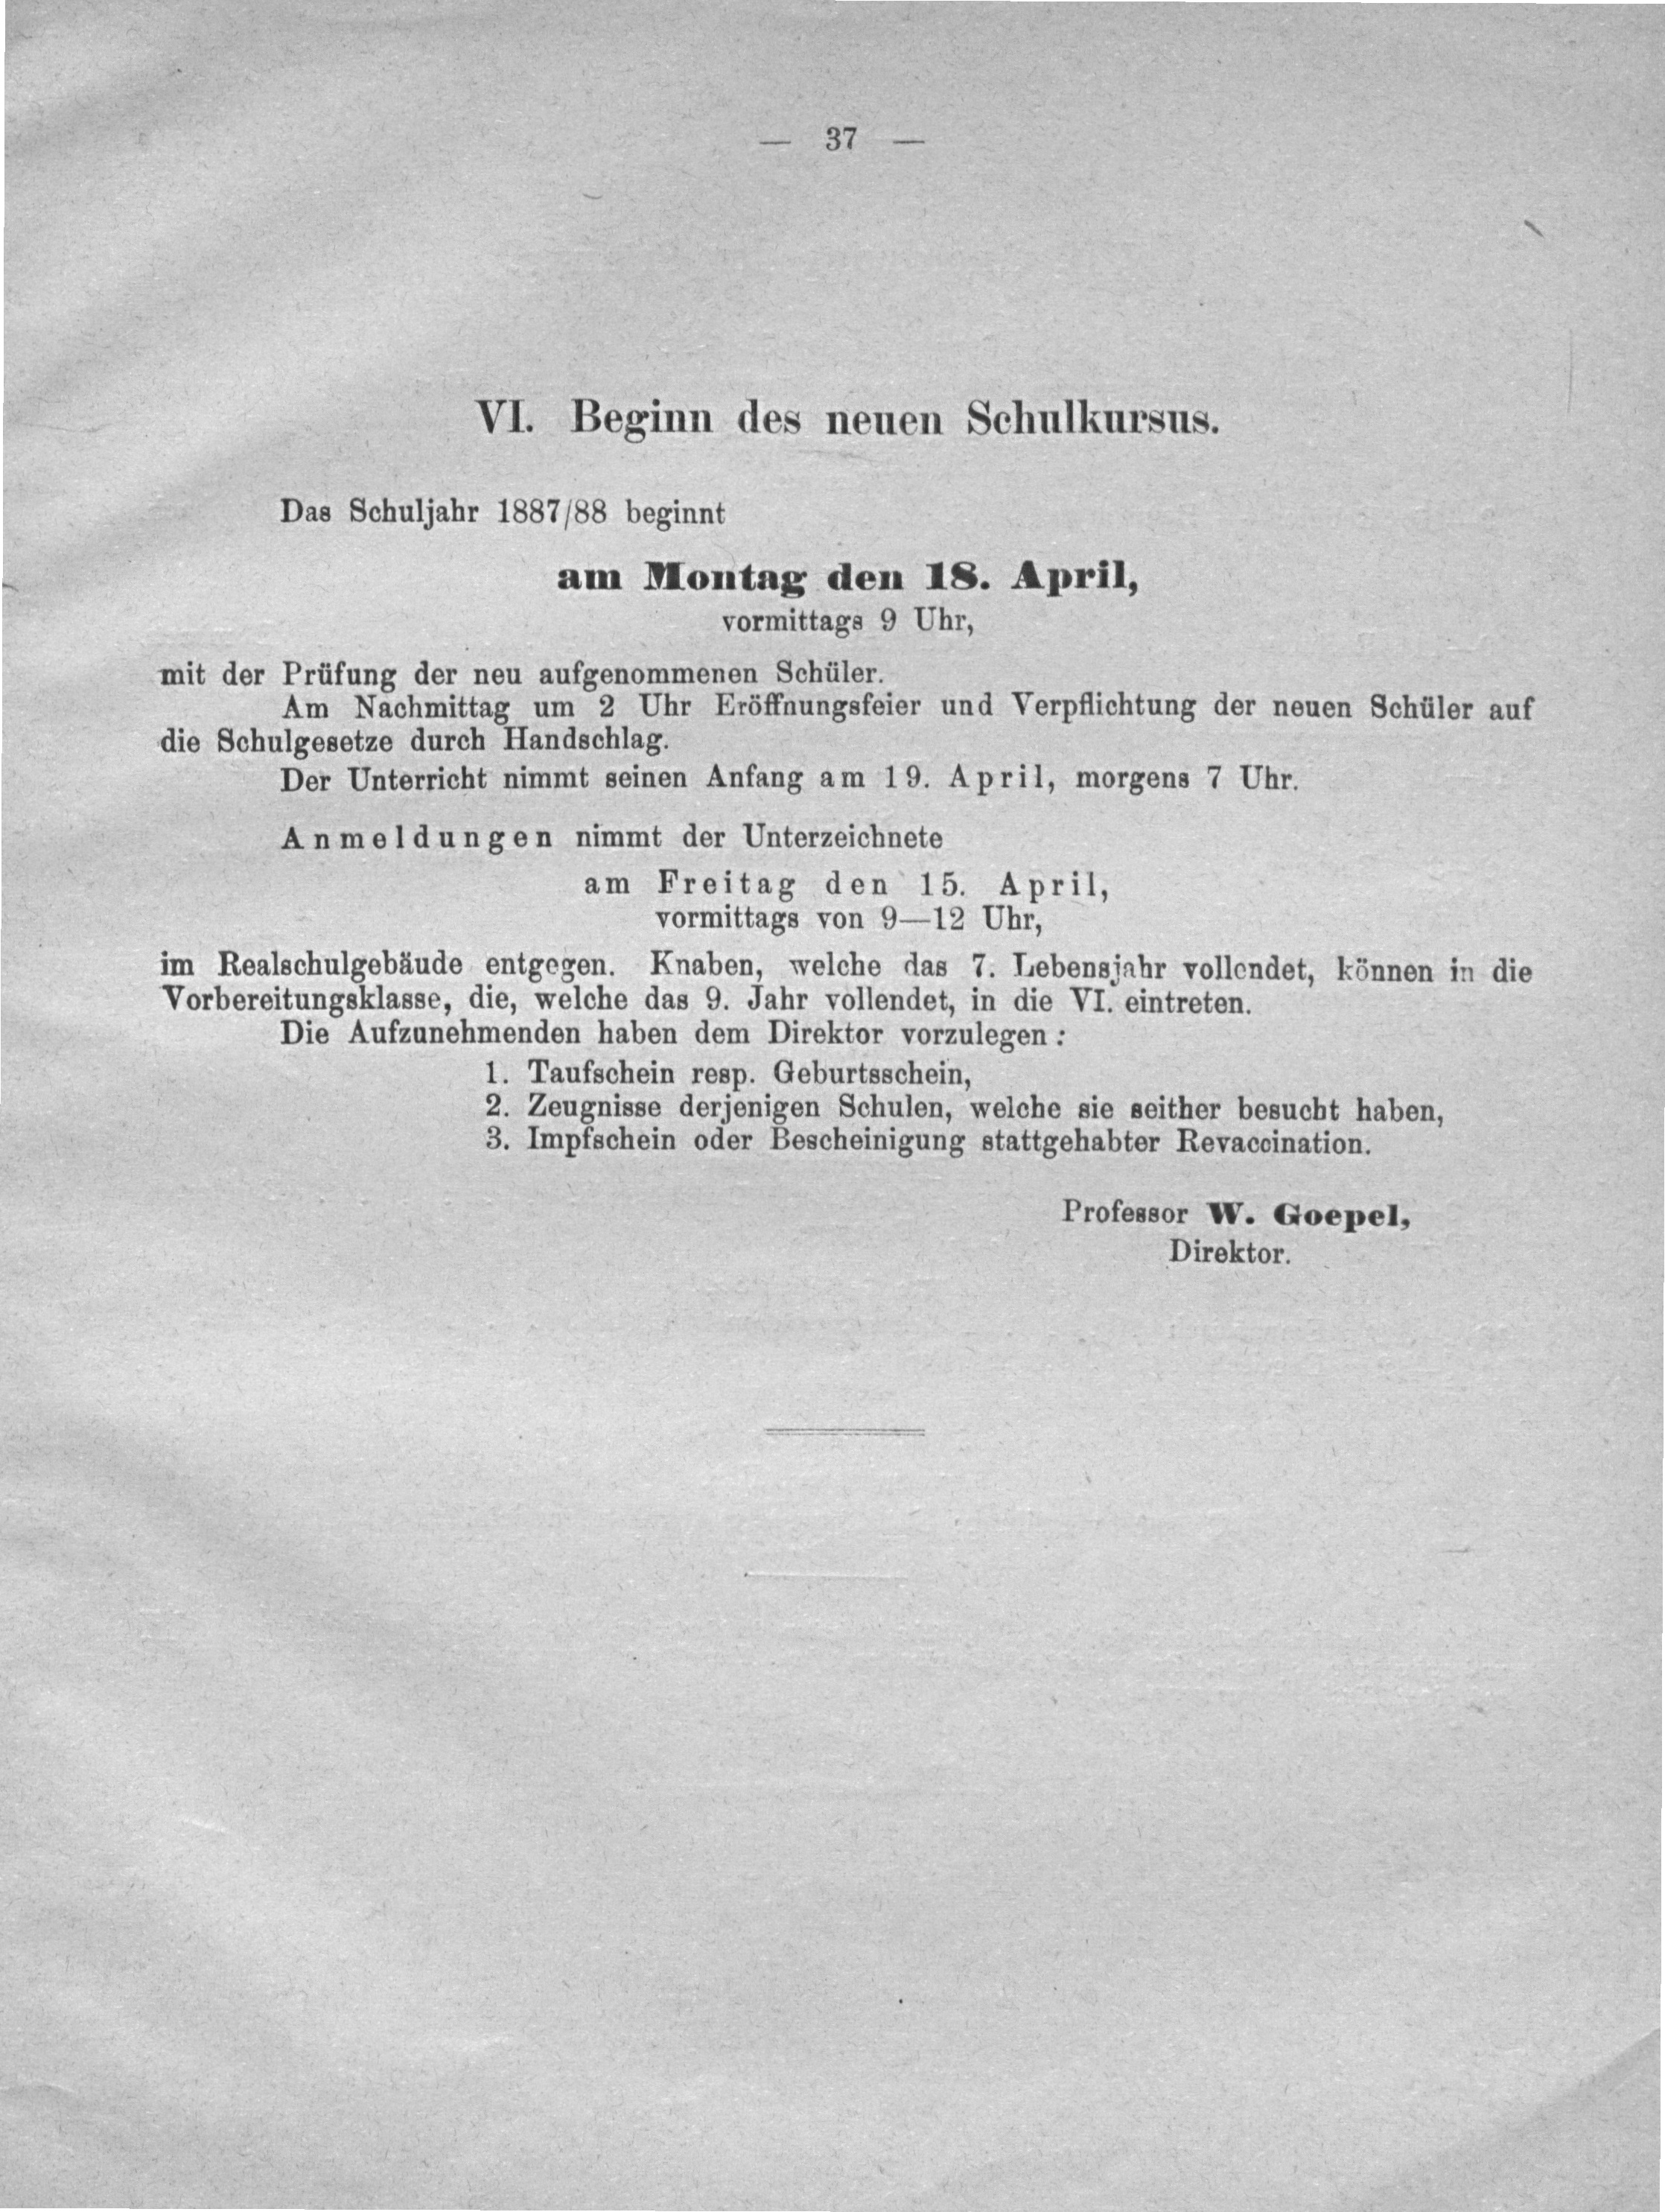 — 37 —
VI. Beginn des neuen Schulkursus.
Das Schuljahr 1887/88 beginnt
am Montag den 18. April,
vormittags 9 Uhr,
mit der Prüfung der neu aufgenommenen Schüler.
Am Nachmittag um 2 Uhr Eröffnungsfeier und Verpflichtung der neuen Schüler auf
die Schulgesetze durch Handschlag.
Der Unterricht nimmt seinen Anfang am 19. April, morgens 7 Uhr.
Anmeldungen nimmt der Unterzeichnete
am Freitag den 15. April,
vormittags von 9—12 Uhr,
im Realschulgebäude entgegen. Knaben, welche das 7. Lebensjahr vollendet, können in die
Vorbereitungsklasse, die, welche das 9. Jahr vollendet, in die VI. eintreten.
Die Aufzunehmenden haben dem Direktor vorzulegen:
1. Taufschein resp. Geburtsschein,
2. Zeugnisse derjenigen Schulen, welche sie seither besucht haben,
3. Impfschein oder Bescheinigung stattgehabter Revaccination.
Professor W. Goepel,
Direktor.